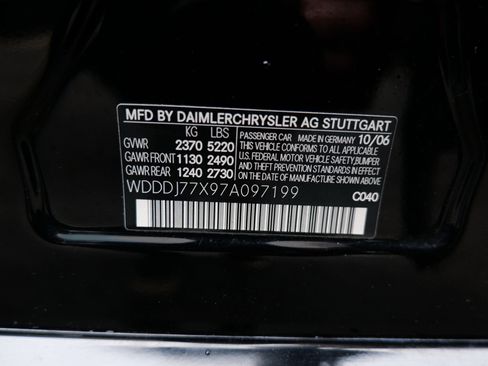 MFD BY DAIMLERCHRYSLER AG STUTTGART
KG LBS PASSENGER CAR MADE IN GERMANY 10/06
GVWR 2370 5220 THIS VEHICLE CONFORMS TO ALL APPLICABLE
GAWR FRONT 1130 2490 U.S. FEDERAL MOTOR VEHICLE SAFETY, BUMPER
GAWR REAR 1240 2730 AND THEFT PREVENTION STANDARDS IN EFFECT ON THE DATE OF MANUFACTURE SHOWN ABOVE.
WDDDJ77X97A097199 C040